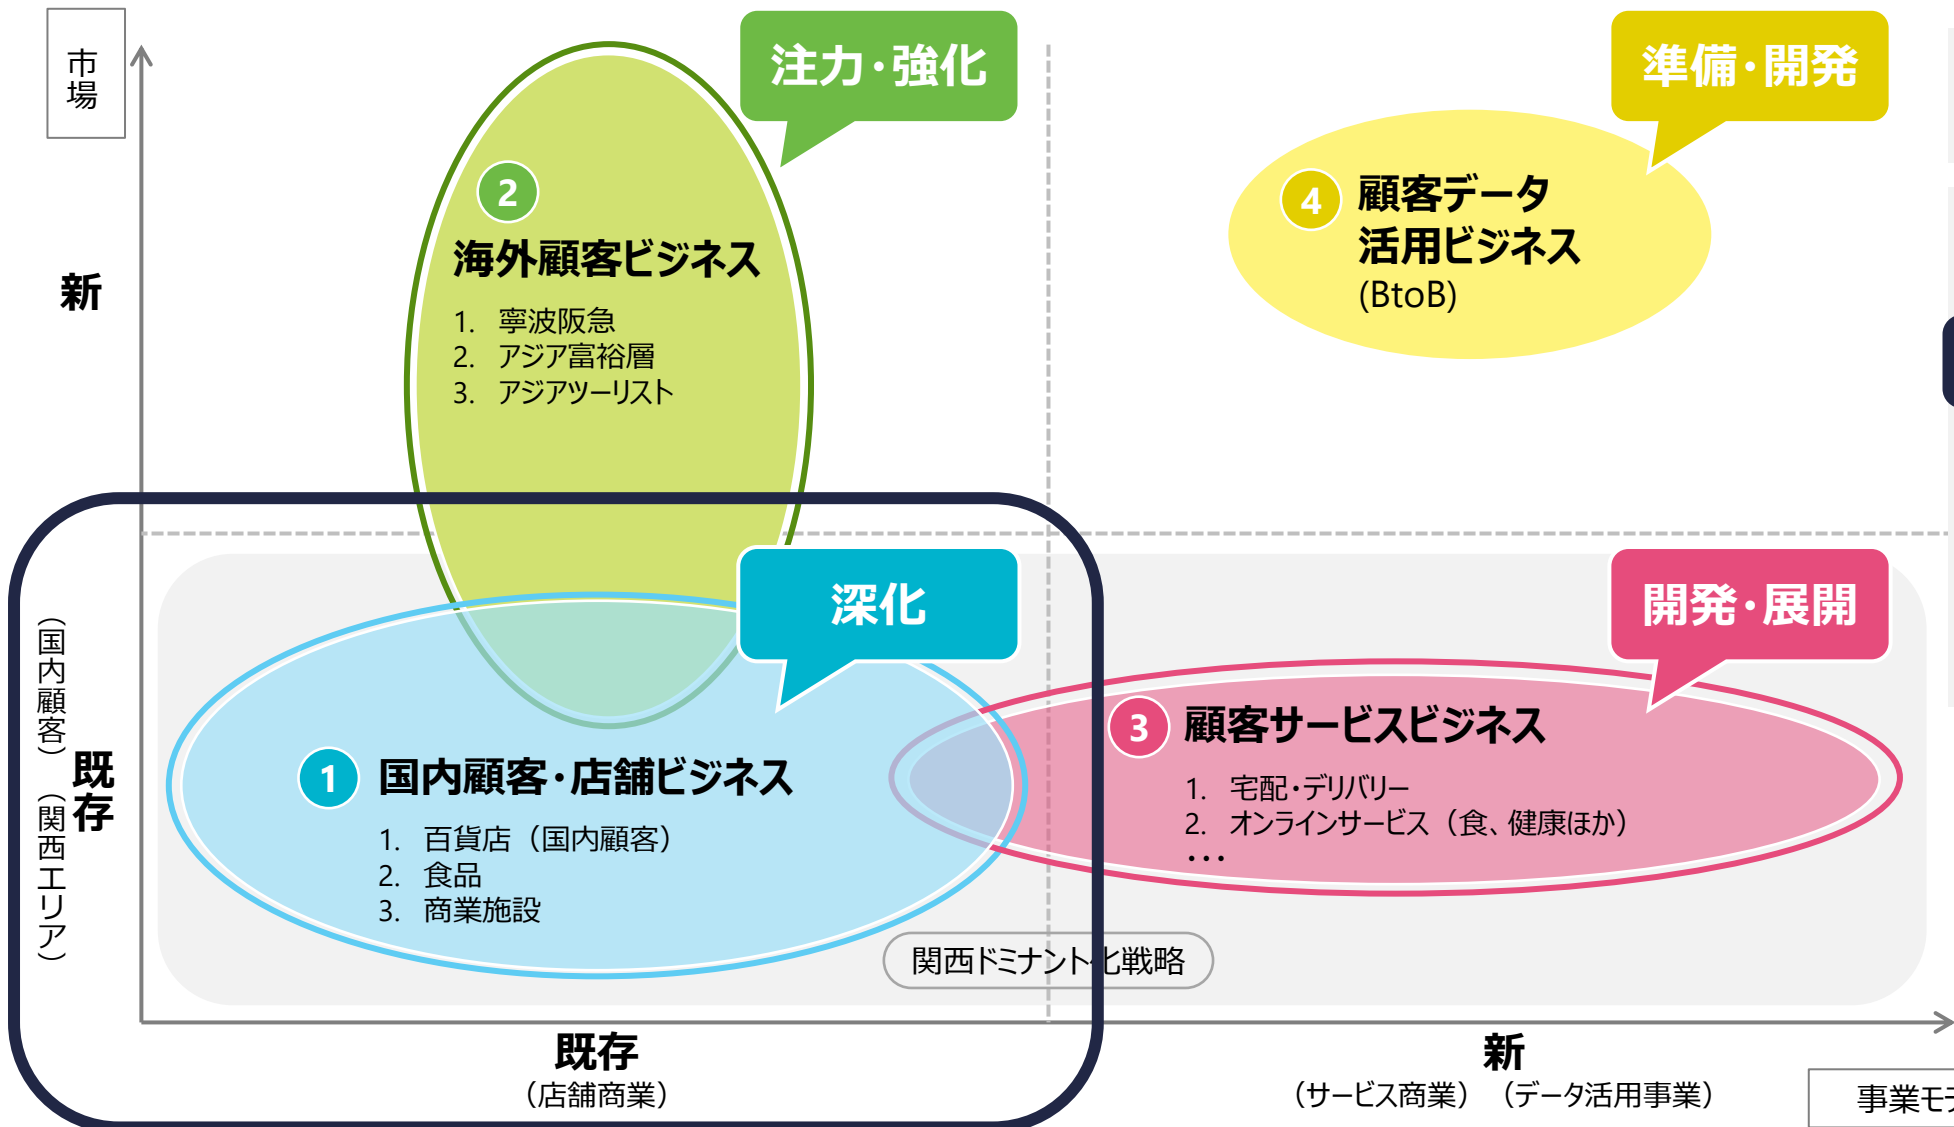 市場
注力・強化
準備・開発
2
海外顧客ビジネス
1. 寧波阪急
2. アジア富裕層
3. アジアツーリスト
4
顧客データ
活用ビジネス
(BtoB)
新
深化
開発・展開
(国内顧客)
(関西エリア)
既存
1
国内顧客・店舗ビジネス
1. 百貨店（国内顧客）
2. 食品
3. 商業施設
3
顧客サービスビジネス
1. 宅配・デリバリー
2. オンラインサービス（食、健康ほか）
・・・
関西ドミナント化戦略
既存
（店舗商業）
新
（サービス商業）（データ活用事業）
事業モ